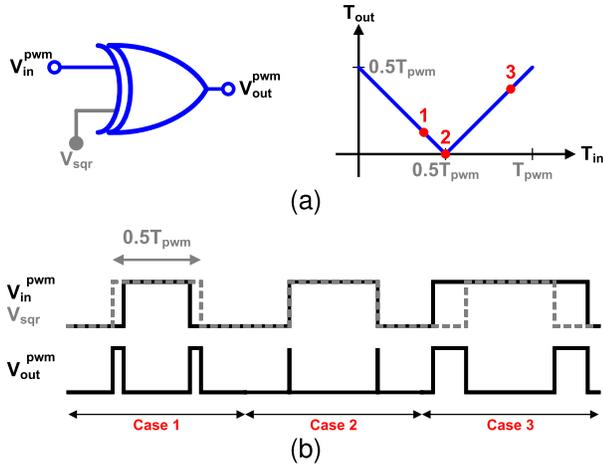 V_in^pwm
V_out^pwm
V_sqr
T_out
0.5T_pwm
1
2
3
T_in
0.5T_pwm
T_pwm
(a)
0.5T_pwm
V_in^pwm
V_sqr
V_out^pwm
Case 1
Case 2
Case 3
(b)